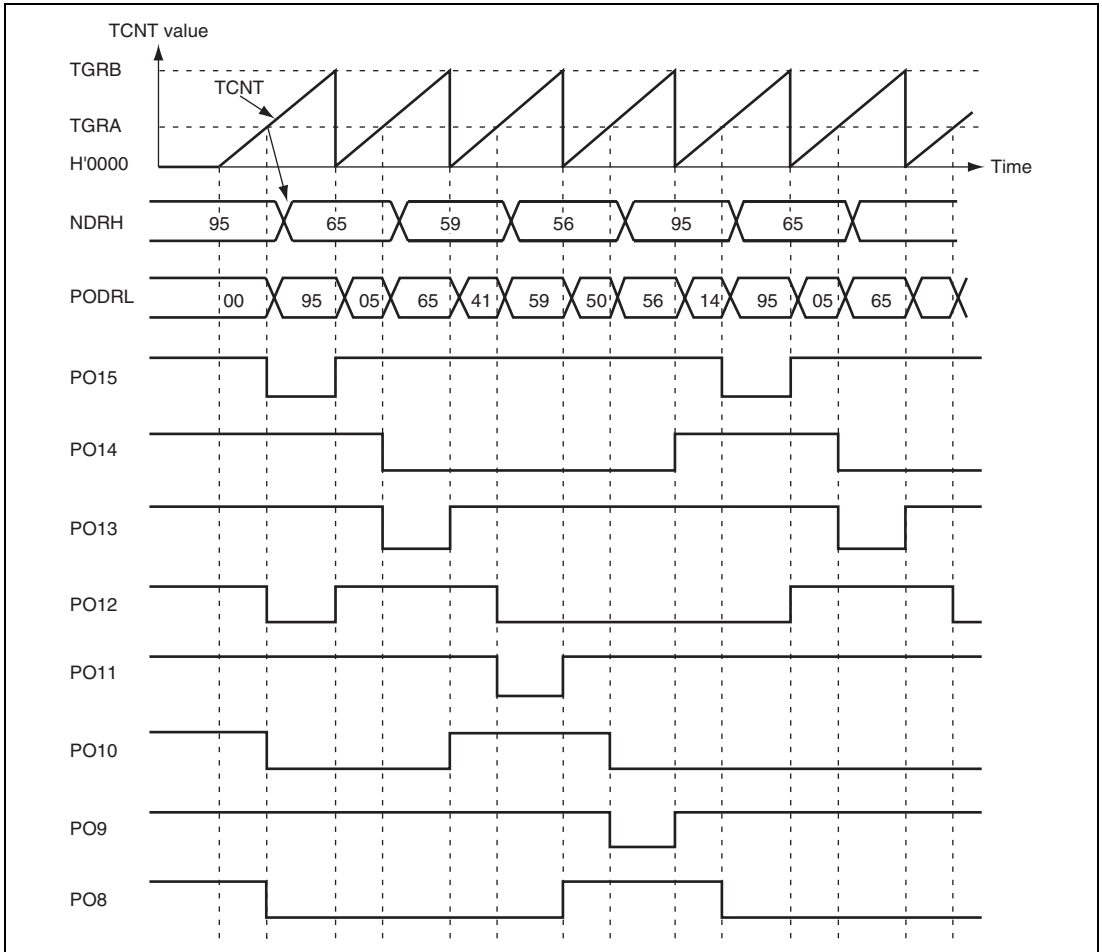 TCNT value
TGRB
TCNT
TGRA
H'0000
Time
NDRH 95 65 59 56 95 65
PODRL 00 95 05 65 41 59 50 56 14 95 05 65
PO15
PO14
PO13
PO12
PO11
PO10
PO9
PO8